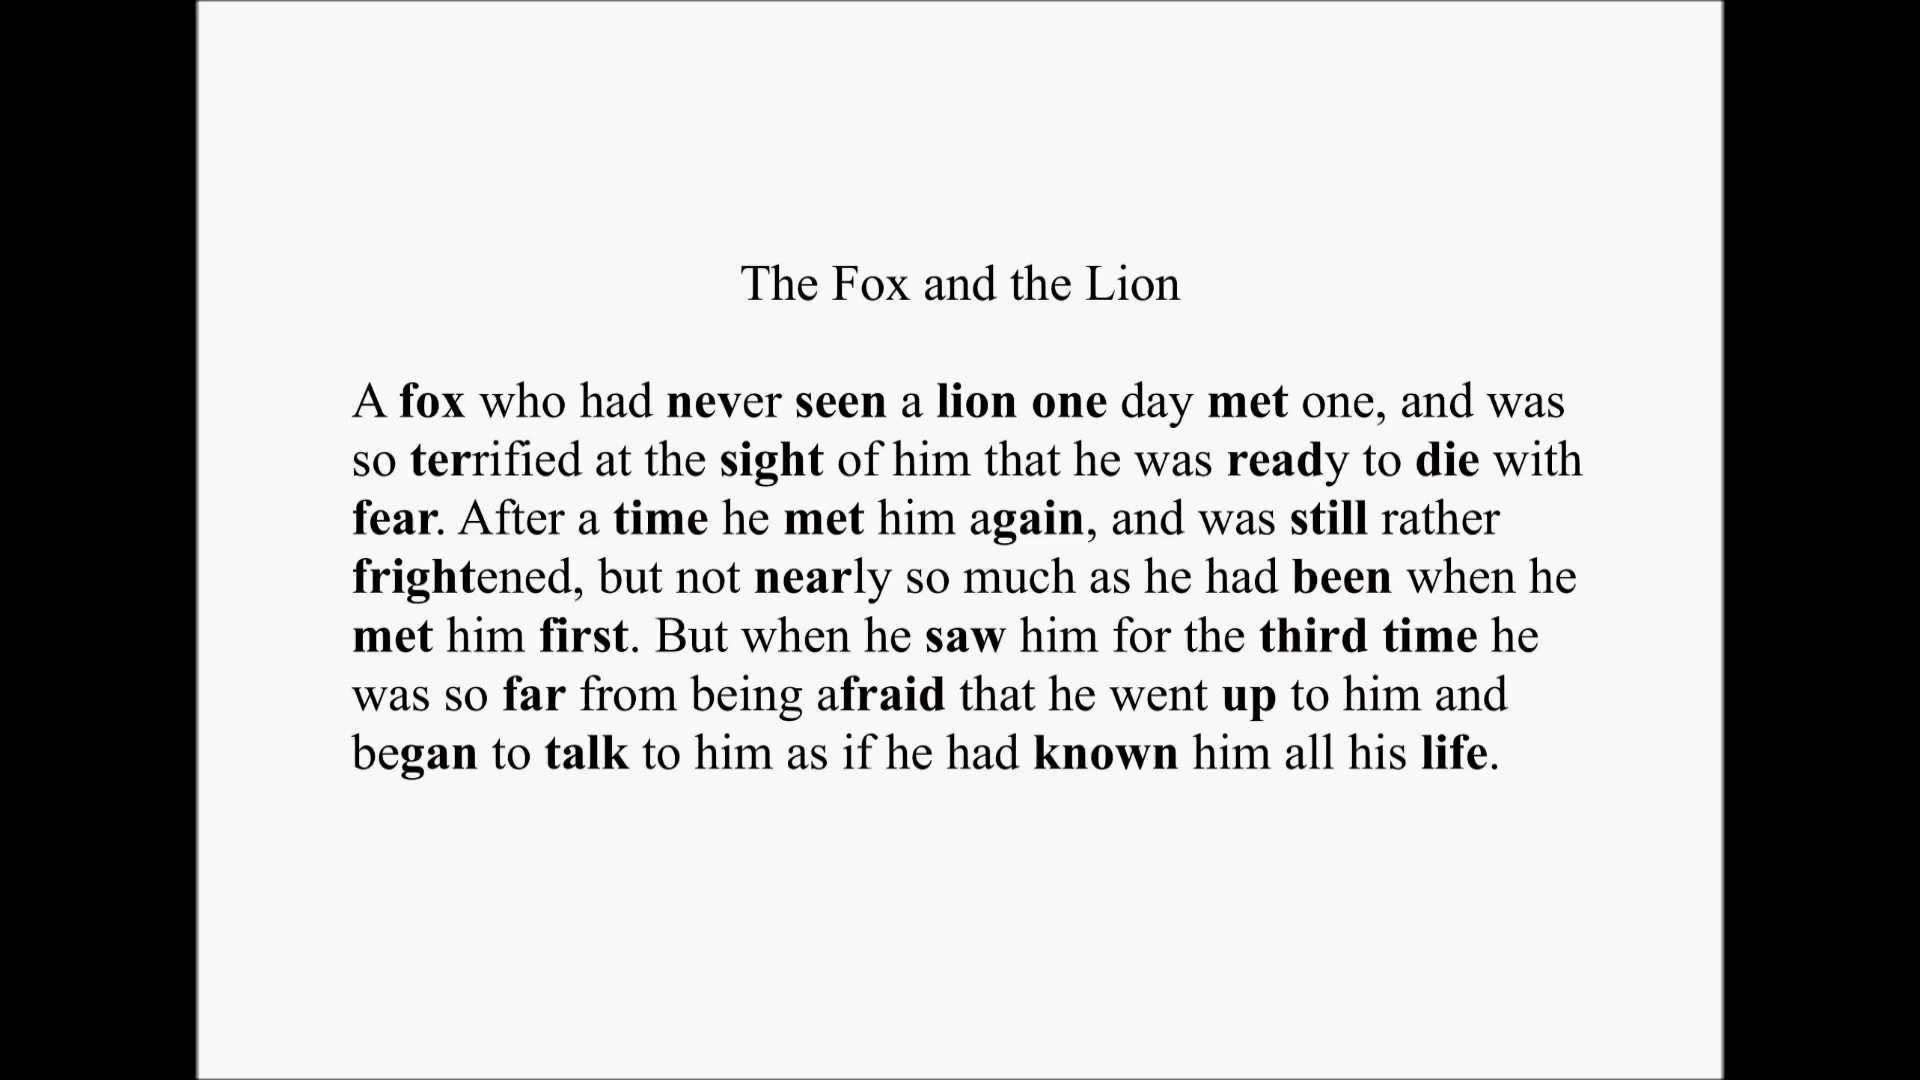 The Fox and the Lion
A fox who had never seen a lion one day met one, and was
so terrified at the sight of him that he was ready to die with
fear. After a time he met him again, and was still rather
frightened, but not nearly so much as he had been when he
met him first. But when he saw him for the third time he
was so far from being afraid that he went up to him and
began to talk to him as if he had known him all his life.